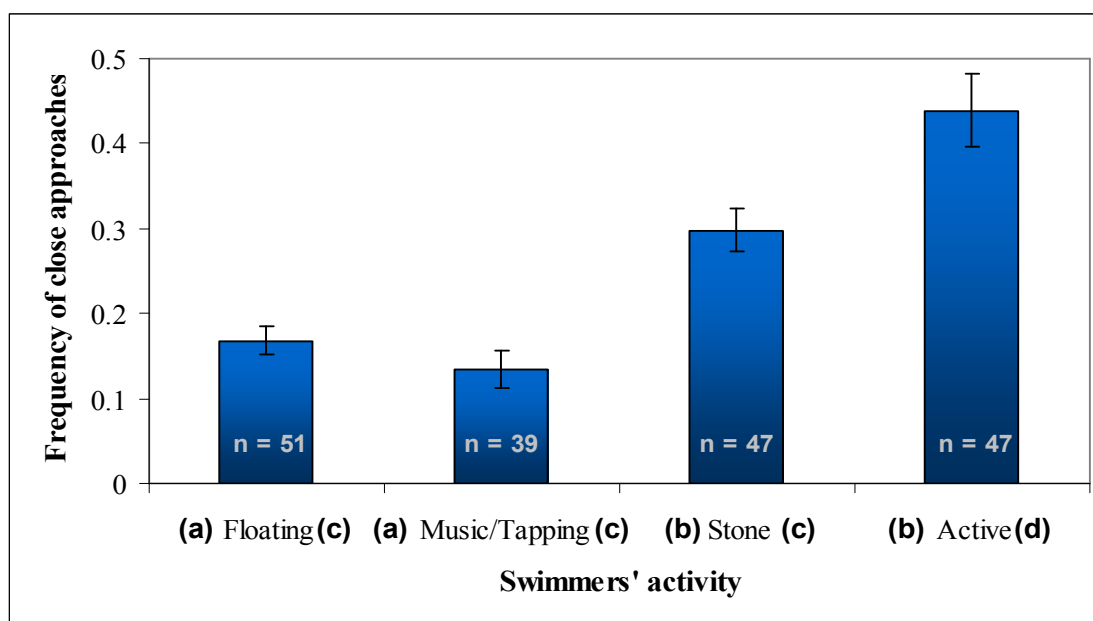 Frequency of close approaches
0.5
0.4
0.3
0.2
0.1
0
n = 51
n = 39
n = 47
n = 47
(a) Floating (c)
(a) Music/Tapping (c)
(b) Stone (c)
(b) Active (d)
Swimmers' activity